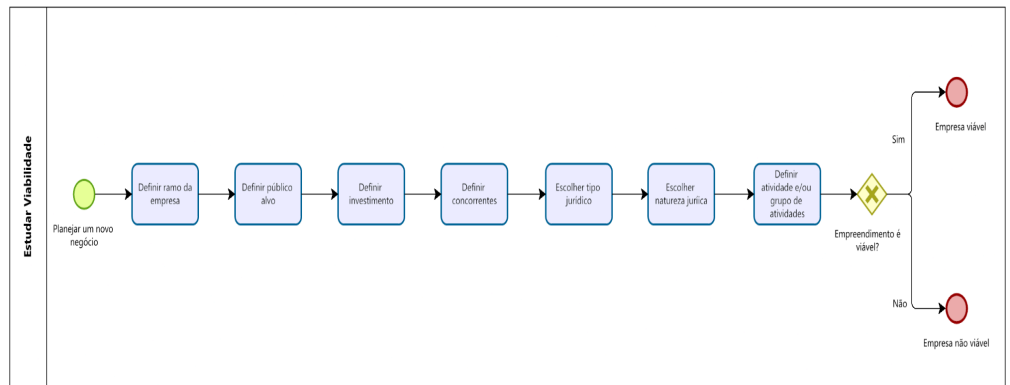 Estudar Viabilidade
Planejar um novo
negócio
Definir ramo da
empresa
Definir público
alvo
Definir
investimento
Definir
concorrentes
Escolher tipo
jurídico
Escolher
natureza juríica
Definir
atividade e/ou
grupo de
atividades
Empreendimento é
viável?
Sim
Empresa viável
Não
Empresa não viável